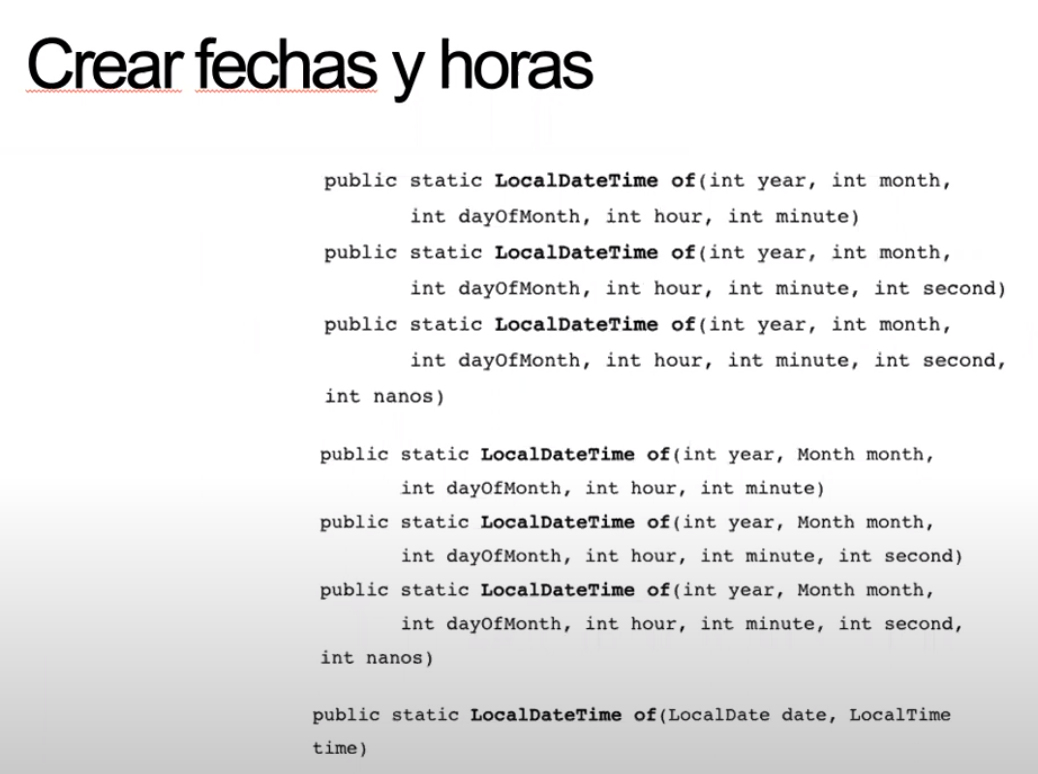 Crear fechas y horas
public static LocalDateTime of(int year, int month,
int dayOfMonth, int hour, int minute)
public static LocalDateTime of(int year, int month,
int dayOfMonth, int hour, int minute, int second)
public static LocalDateTime of(int year, int month,
int dayOfMonth, int hour, int minute, int second,
int nanos)
public static LocalDateTime of(int year, Month month,
int dayOfMonth, int hour, int minute)
public static LocalDateTime of(int year, Month month,
int dayOfMonth, int hour, int minute, int second)
public static LocalDateTime of(int year, Month month,
int dayOfMonth, int hour, int minute, int second,
int nanos)
public static LocalDateTime of(LocalDate date, LocalTime
time)